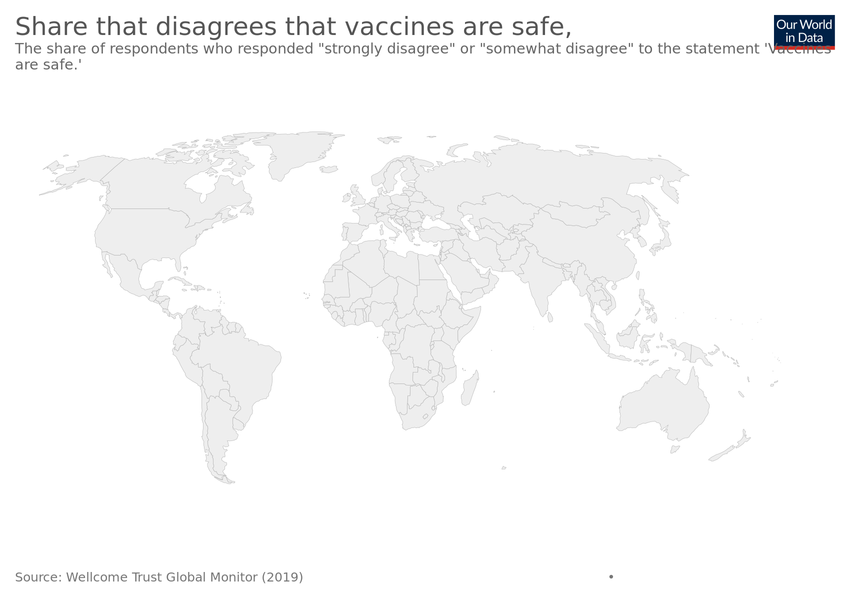 Share that disagrees that vaccines are safe,
Our World
in Data
The share of respondents who responded "strongly disagree" or "somewhat disagree" to the statement 'Vaccines
are safe.'
Source: Wellcome Trust Global Monitor (2019)
•